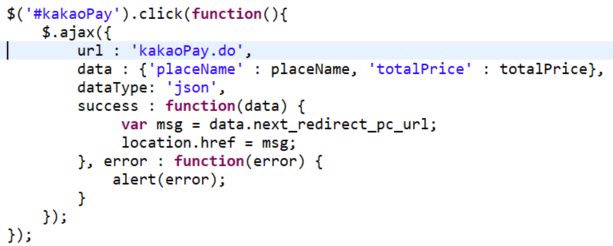 $('#kakaoPay').click(function(){
    $.ajax({
        url : 'kakaoPay.do',
        data : {'placeName' : placeName, 'totalPrice' : totalPrice},
        dataType: 'json',
        success : function(data) {
             var msg = data.next_redirect_pc_url;
             location.href = msg;
        }, error : function(error) {
            alert(error);
        }
    });
});